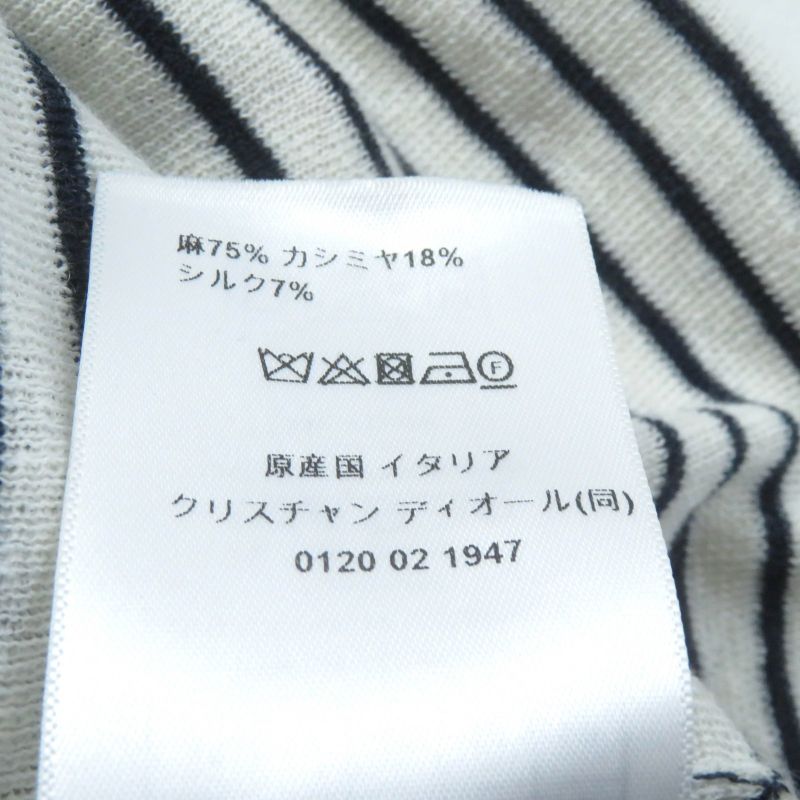 麻75% カシミヤ18%
シルク7%
F
原産国 イタリア
クリスチャン ディオール(同)
0120 02 1947